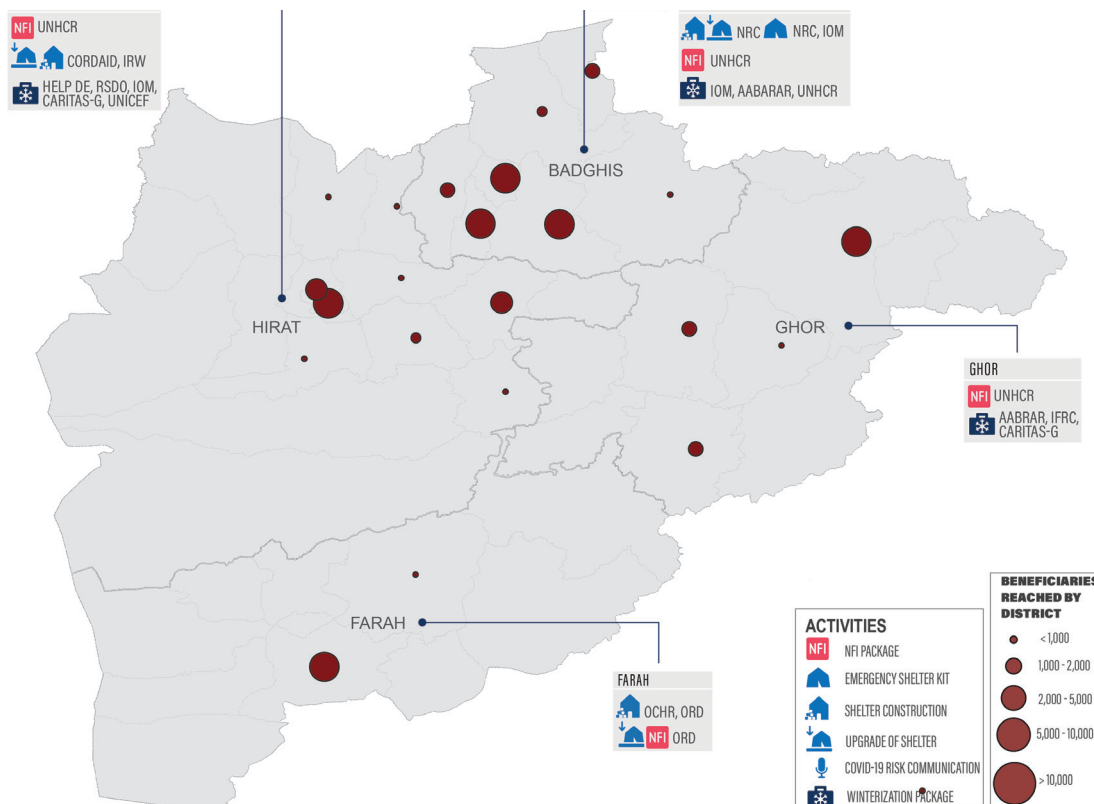 NFI UNHCR
CORDAID, IRW
HELP DE, RSDO, IOM,
CARITAS-G, UNICEF
NRC NRC, IOM
NFI UNHCR
IOM, AABARAR, UNHCR
BADGHIS
HIRAT
GHOR
GHOR
NFI UNHCR
AABRAR, IFRC,
CARITAS-G
FARAH
FARAH
OCHR, ORD
NFI ORD
ACTIVITIES
NFI NFI PACKAGE
EMERGENCY SHELTER KIT
SHELTER CONSTRUCTION
UPGRADE OF SHELTER
COVID-19 RISK COMMUNICATION
WINTERIZATION PACKAGE
BENEFICIARIES
REACHED BY
DISTRICT
<1,000
1,000 - 2,000
2,000 - 5,000
5,000 - 10,000
>10,000